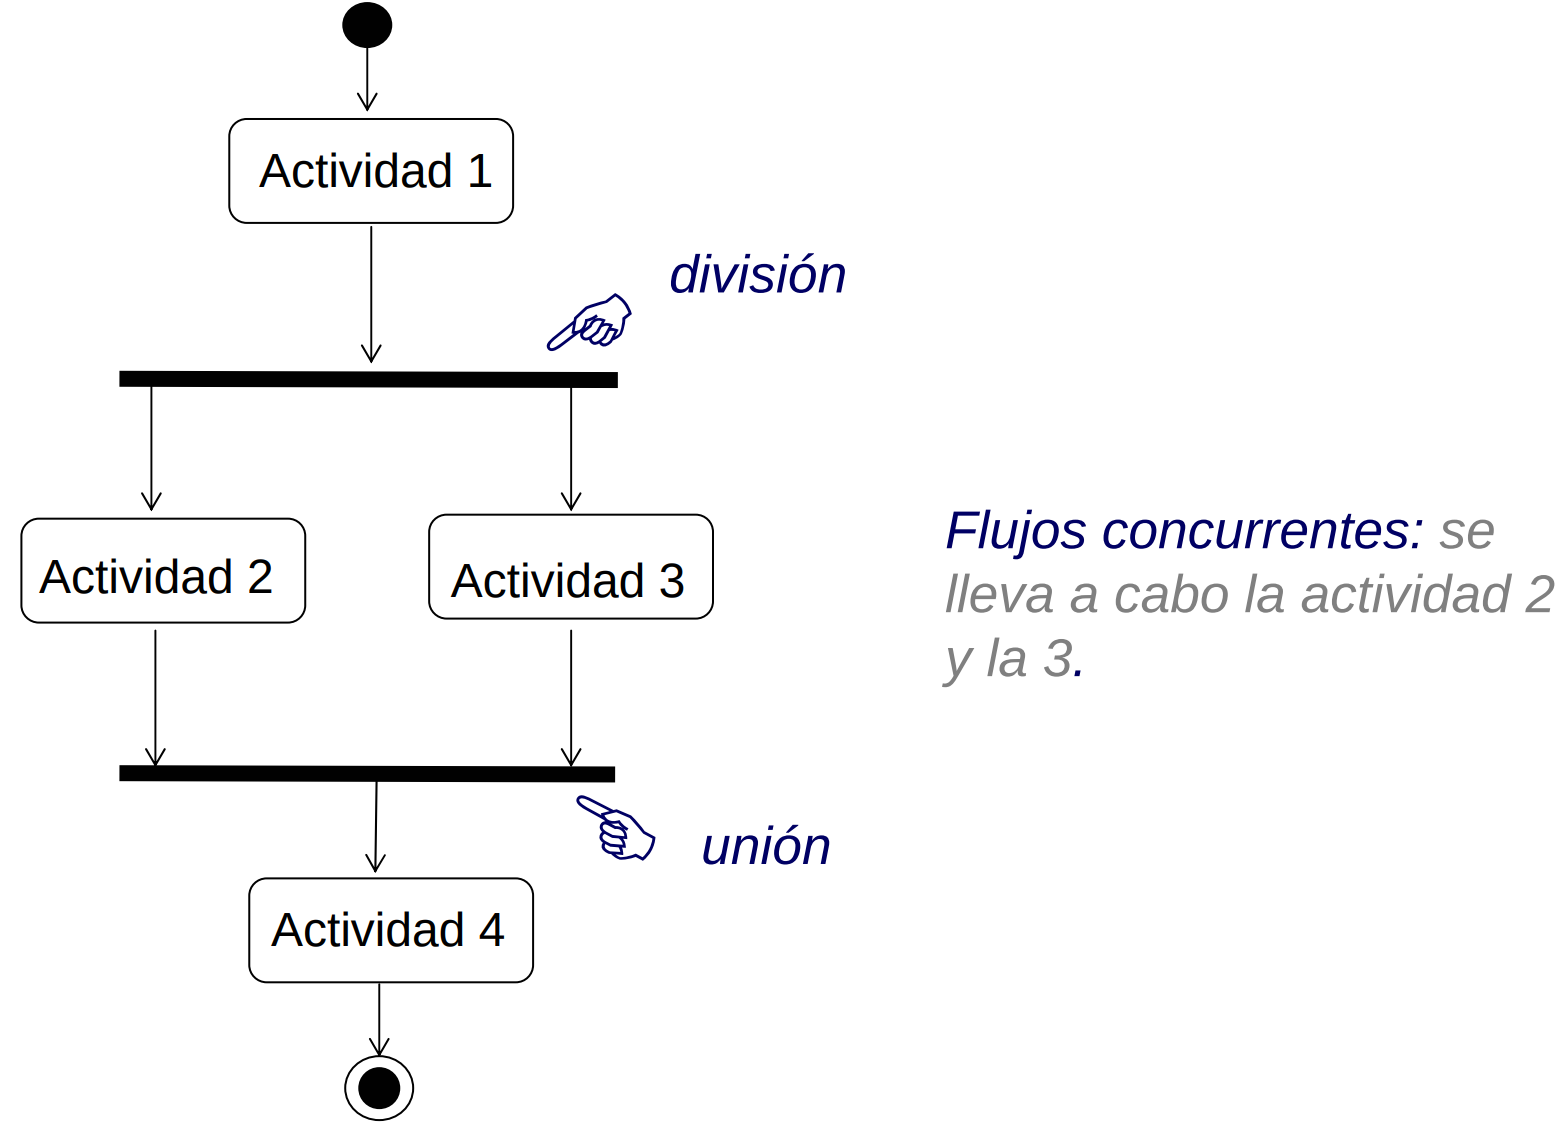 Actividad 1
división
Actividad 2
Actividad 3
Flujos concurrentes: se
lleva a cabo la actividad 2
y la 3.
unión
Actividad 4